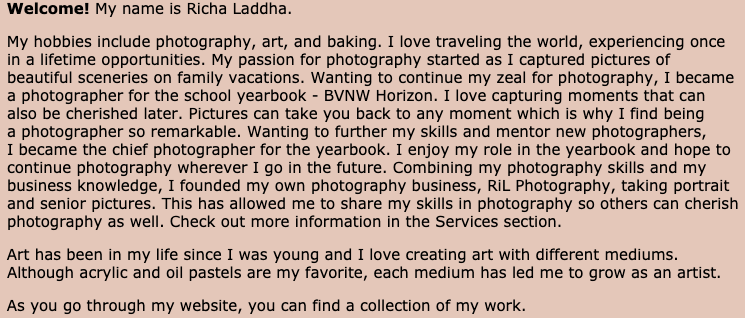 Welcome! My name is Richa Laddha.
My hobbies include photography, art, and baking. I love traveling the world, experiencing once
in a lifetime opportunities. My passion for photography started as I captured pictures of
beautiful sceneries on family vacations. Wanting to continue my zeal for photography, I became
a photographer for the school yearbook - BVNW Horizon. I love capturing moments that can
also be cherished later. Pictures can take you back to any moment which is why I find being
a photographer so remarkable. Wanting to further my skills and mentor new photographers,
I became the chief photographer for the yearbook. I enjoy my role in the yearbook and hope to
continue photography wherever I go in the future. Combining my photography skills and my
business knowledge, I founded my own photography business, RiL Photography, taking portrait
and senior pictures. This has allowed me to share my skills in photography so others can cherish
photography as well. Check out more information in the Services section.
Art has been in my life since I was young and I love creating art with different mediums.
Although acrylic and oil pastels are my favorite, each medium has led me to grow as an artist.
As you go through my website, you can find a collection of my work.